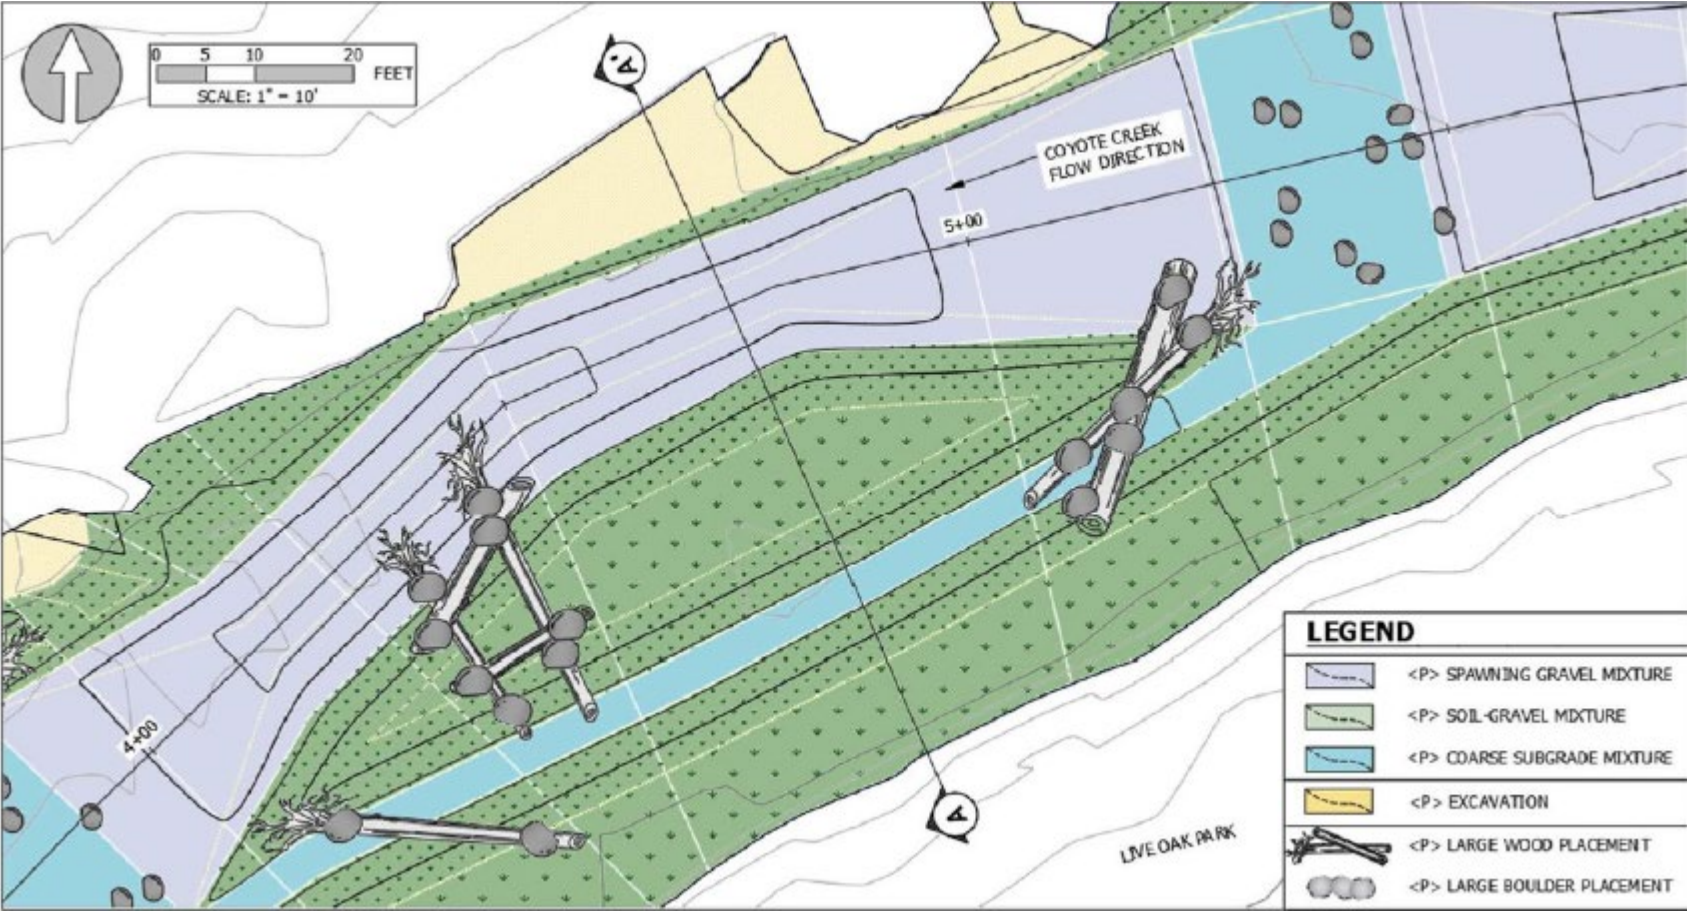 0 5 10 20
FEET
SCALE: 1" = 10'
A
COYOTE CREEK
FLOW DIRECTION
5+00
4+00
A
LIVE OAK PARK
LEGEND
<P> SPAWNING GRAVEL MIXTURE
<P> SOIL-GRAVEL MIXTURE
<P> COARSE SUBGRADE MIXTURE
<P> EXCAVATION
<P> LARGE WOOD PLACEMENT
<P> LARGE BOULDER PLACEMENT